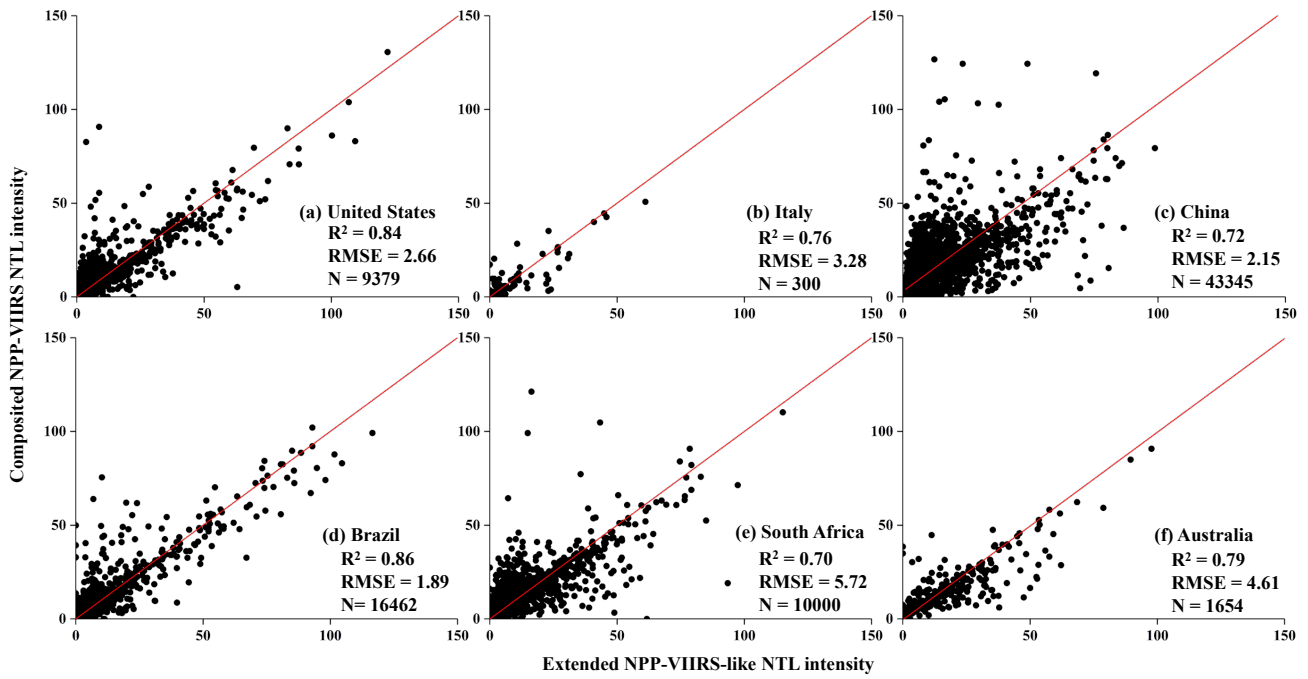 150
100
50
0
0
50
100
150
(a) United States
R² = 0.84
RMSE = 2.66
N = 9379
150
100
50
0
0
50
100
150
(b) Italy
R² = 0.76
RMSE = 3.28
N = 300
150
100
50
0
0
50
100
150
(c) China
R² = 0.72
RMSE = 2.15
N = 43345
150
100
50
0
0
50
100
150
(d) Brazil
R² = 0.86
RMSE = 1.89
N= 16462
150
100
50
0
0
50
100
150
(e) South Africa
R² = 0.70
RMSE = 5.72
N = 10000
150
100
50
0
0
50
100
150
(f) Australia
R² = 0.79
RMSE = 4.61
N = 1654
Composited NPP-VIIRS NTL intensity
Extended NPP-VIIRS-like NTL intensity